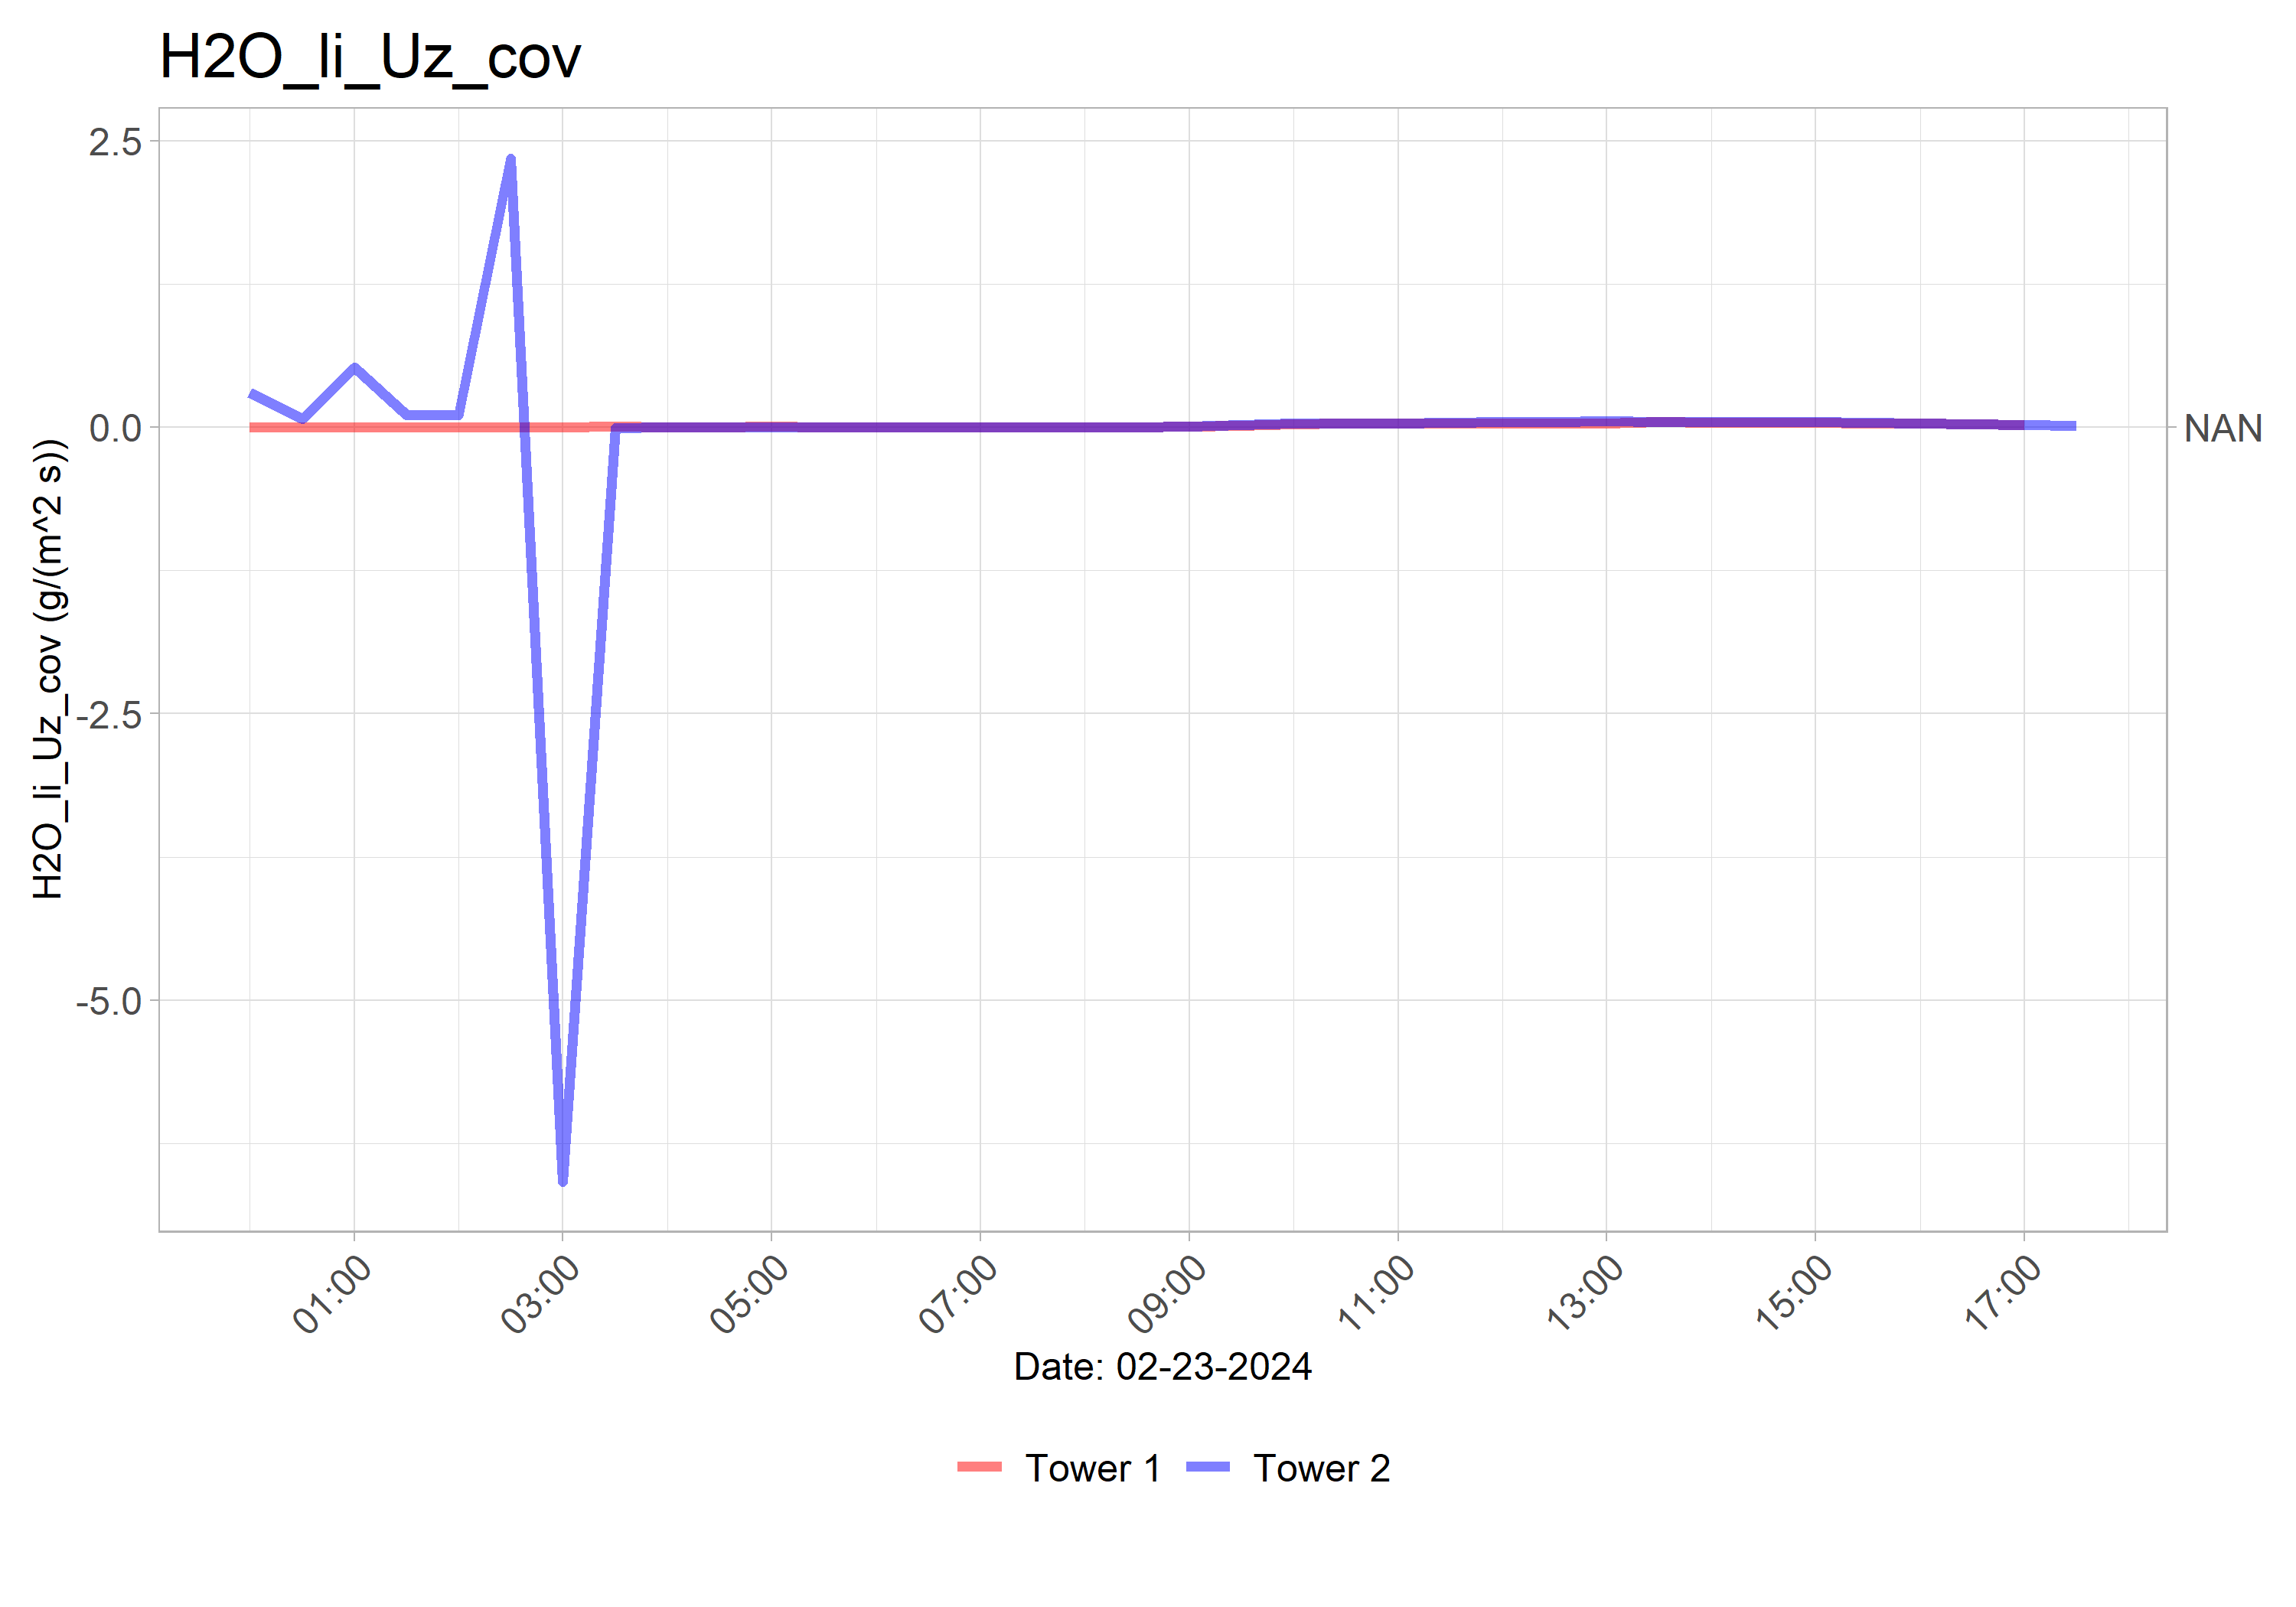 H2O_li_Uz_cov
H2O_li_Uz_cov (g/(m^2 s))
2.5
0.0
-2.5
-5.0
NAN
01:00
03:00
05:00
07:00
09:00
11:00
13:00
15:00
17:00
Date: 02-23-2024
Tower 1
Tower 2